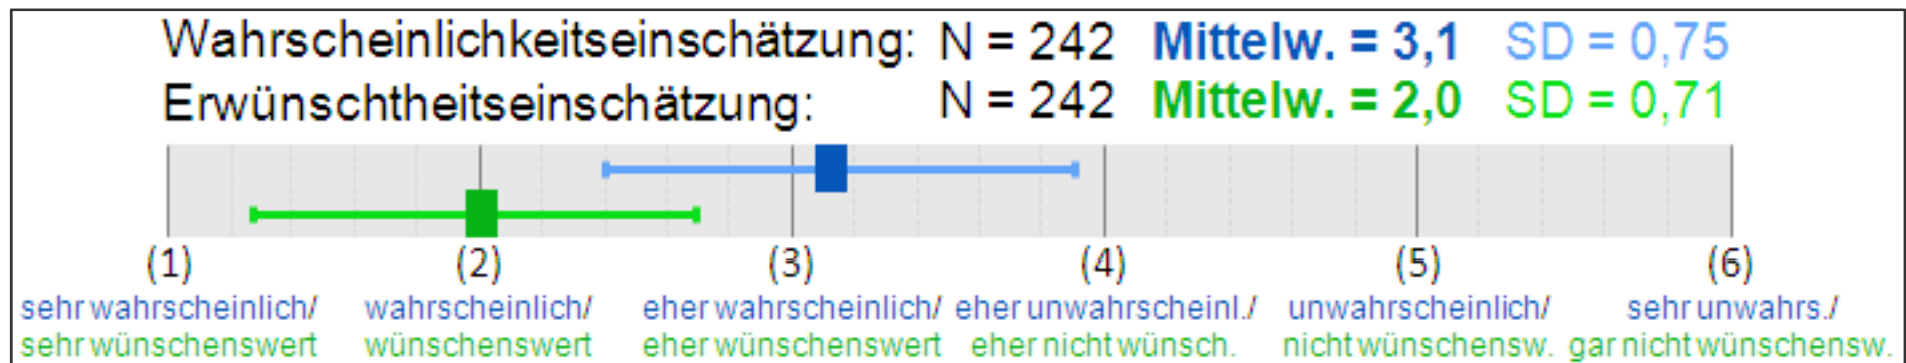 Wahrscheinlichkeitseinschätzung: N = 242 Mittelw. = 3,1 SD = 0,75
Erwünschtheitseinschätzung: N = 242 Mittelw. = 2,0 SD = 0,71
(1) (2) (3) (4) (5) (6)
sehr wahrscheinlich/ wahrscheinlich/ eher wahrscheinlich/ eher unwahrscheinl./ unwahrscheinlich/ sehr unwahrs./
sehr wünschenswert wünschenswert eher wünschenswert eher nicht wünsch. nicht wünschensw. gar nicht wünschensw.